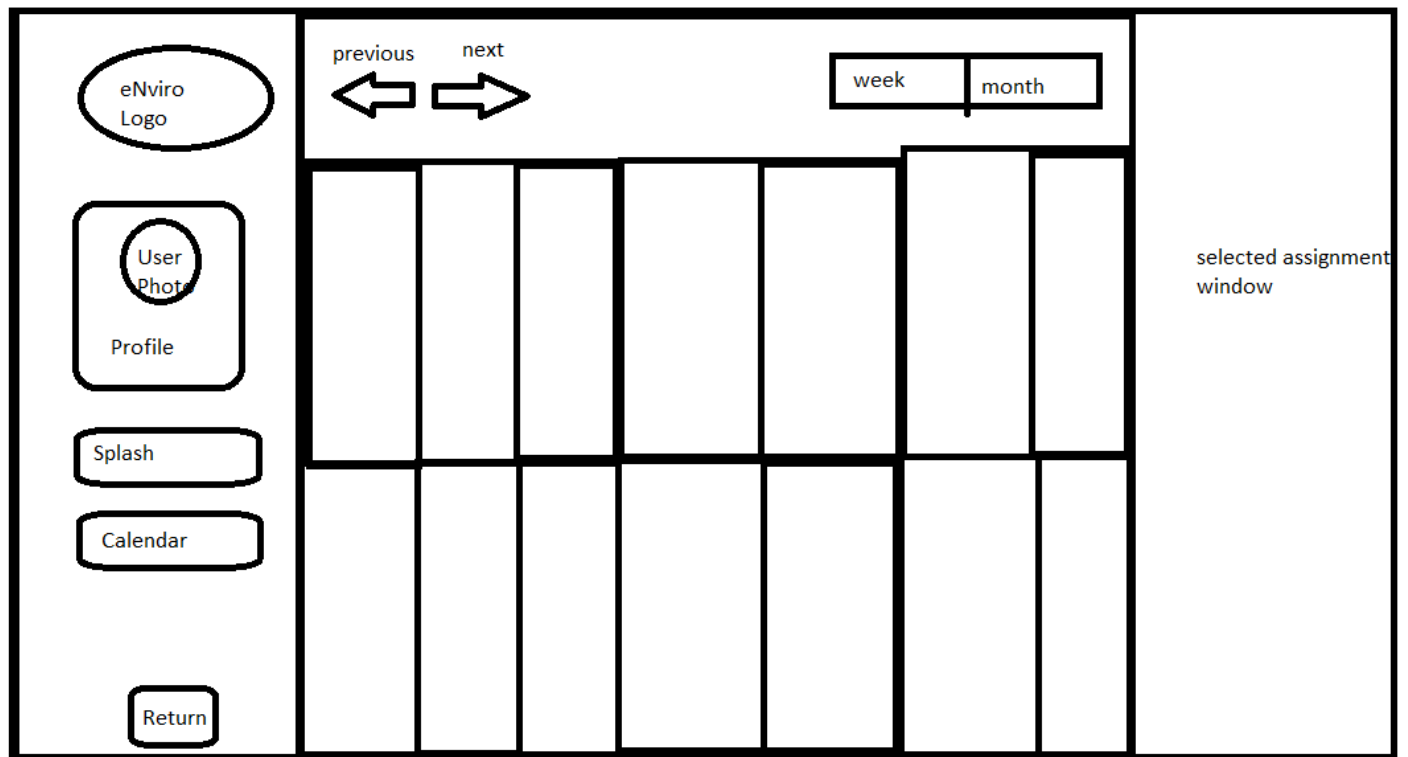 eNviro
Logo
User
Photo
Profile
Splash
Calendar
Return
previous
next
week
month
selected assignment
window